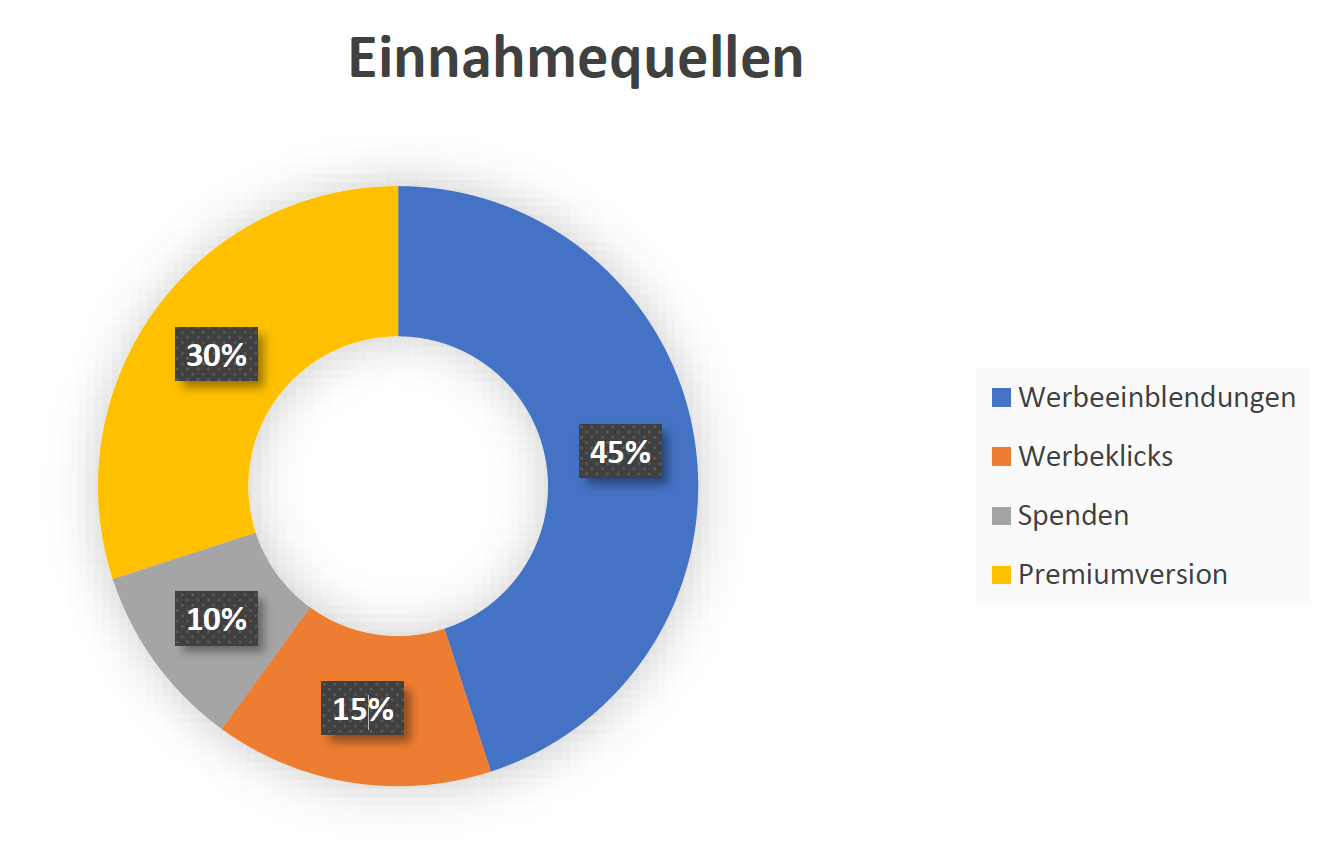 Einnahmequellen
30%
45%
10%
15%
Werbeeinblendungen
Werbeklicks
Spenden
Premiumversion